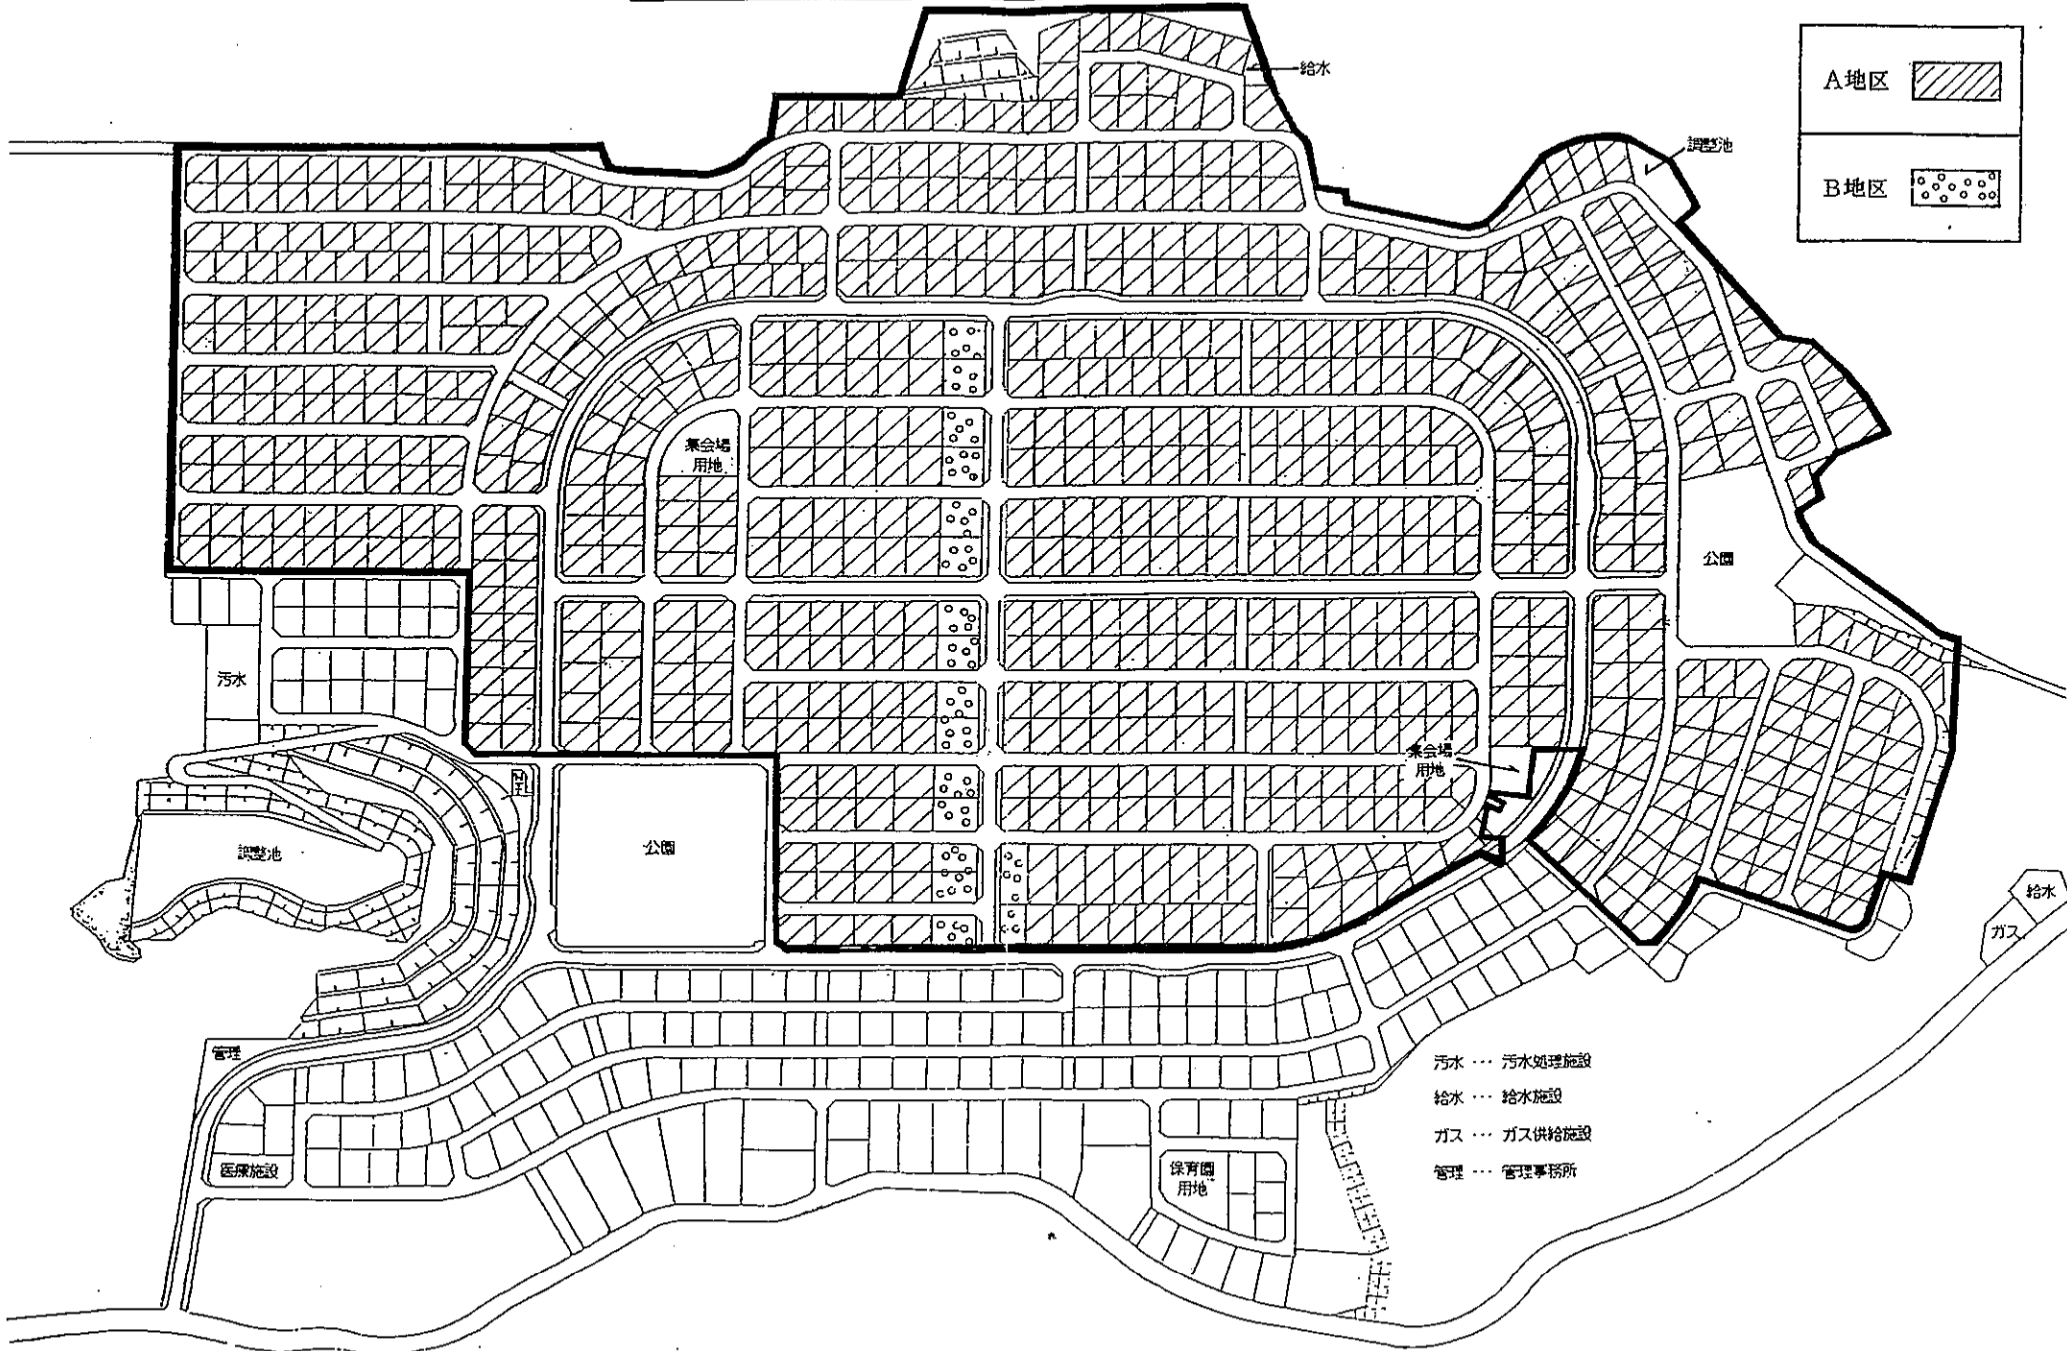 給水
A地区
調整池
B地区
集会場
用地
公園
汚水
集会場
用地
調整池
公園
給水
ガス
管理
汚水 … 汚水処理施設
給水 … 給水施設
ガス … ガス供給施設
管理 … 管理事務所
医療施設
保育園
用地